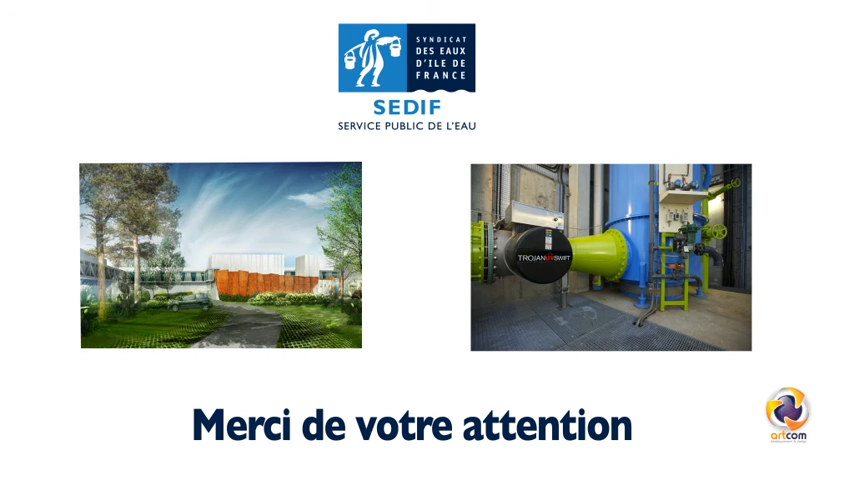 SYNDICAT
DES EAUX
D'ILE DE
FRANCE
SEDIF
SERVICE PUBLIC DE L'EAU
TROJANUVSWIFT
Merci de votre attention
artcom